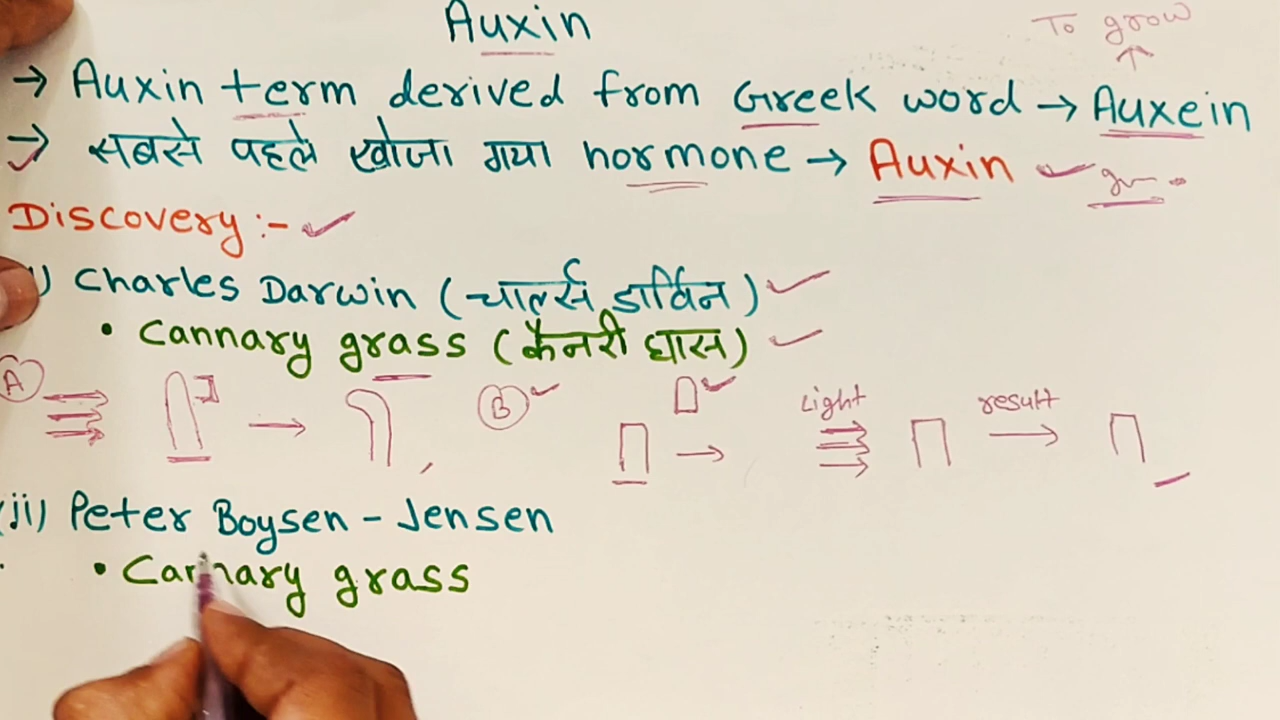 Auxin
To grow
→ Auxin term derived from Greek word → Auxein
→ सबसे पहले खोजा गया hormone → Auxin
Discovery :-
i) Charles Darwin (चार्ल्स डार्विन)
• Cannary grass (कैनरी घास)
A
B
Light
result
(ii) Peter Boysen - Jensen
• Cannary grass